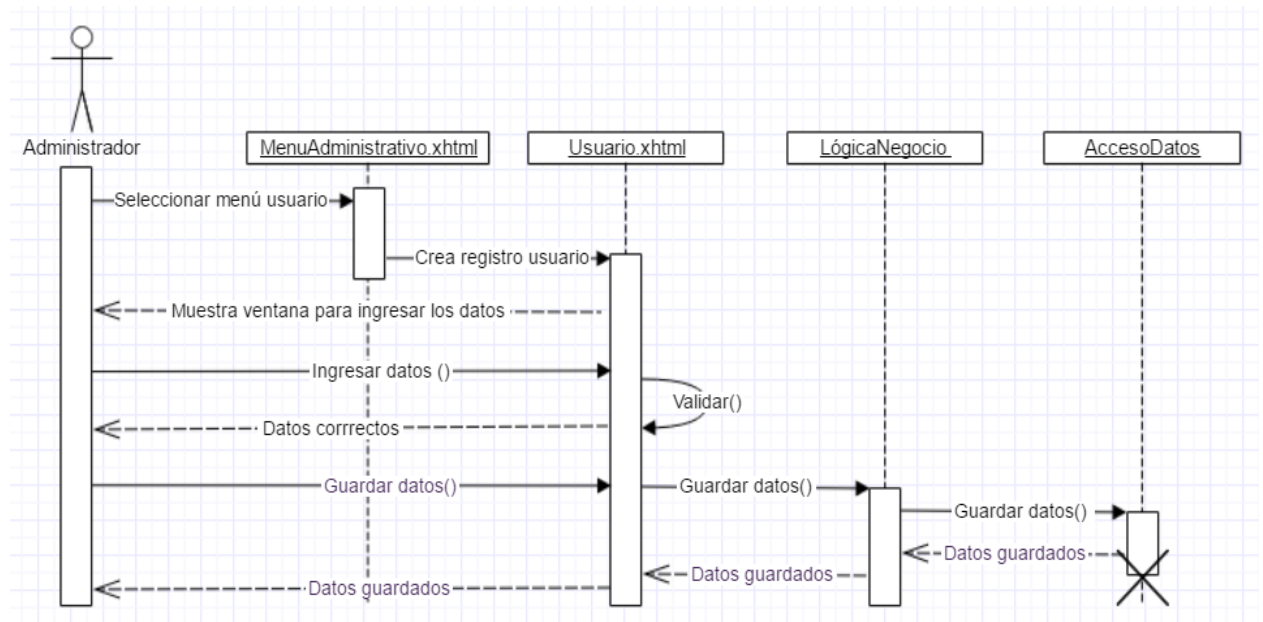 Administrador
MenuAdministrativo.xhtml
Usuario.xhtml
LógicaNegocio
AccesoDatos
Seleccionar menú usuario
Crea registro usuario
Muestra ventana para ingresar los datos
Ingresar datos ()
Validar()
Datos corrrectos
Guardar datos()
Guardar datos()
Guardar datos()
Datos guardados
Datos guardados
Datos guardados